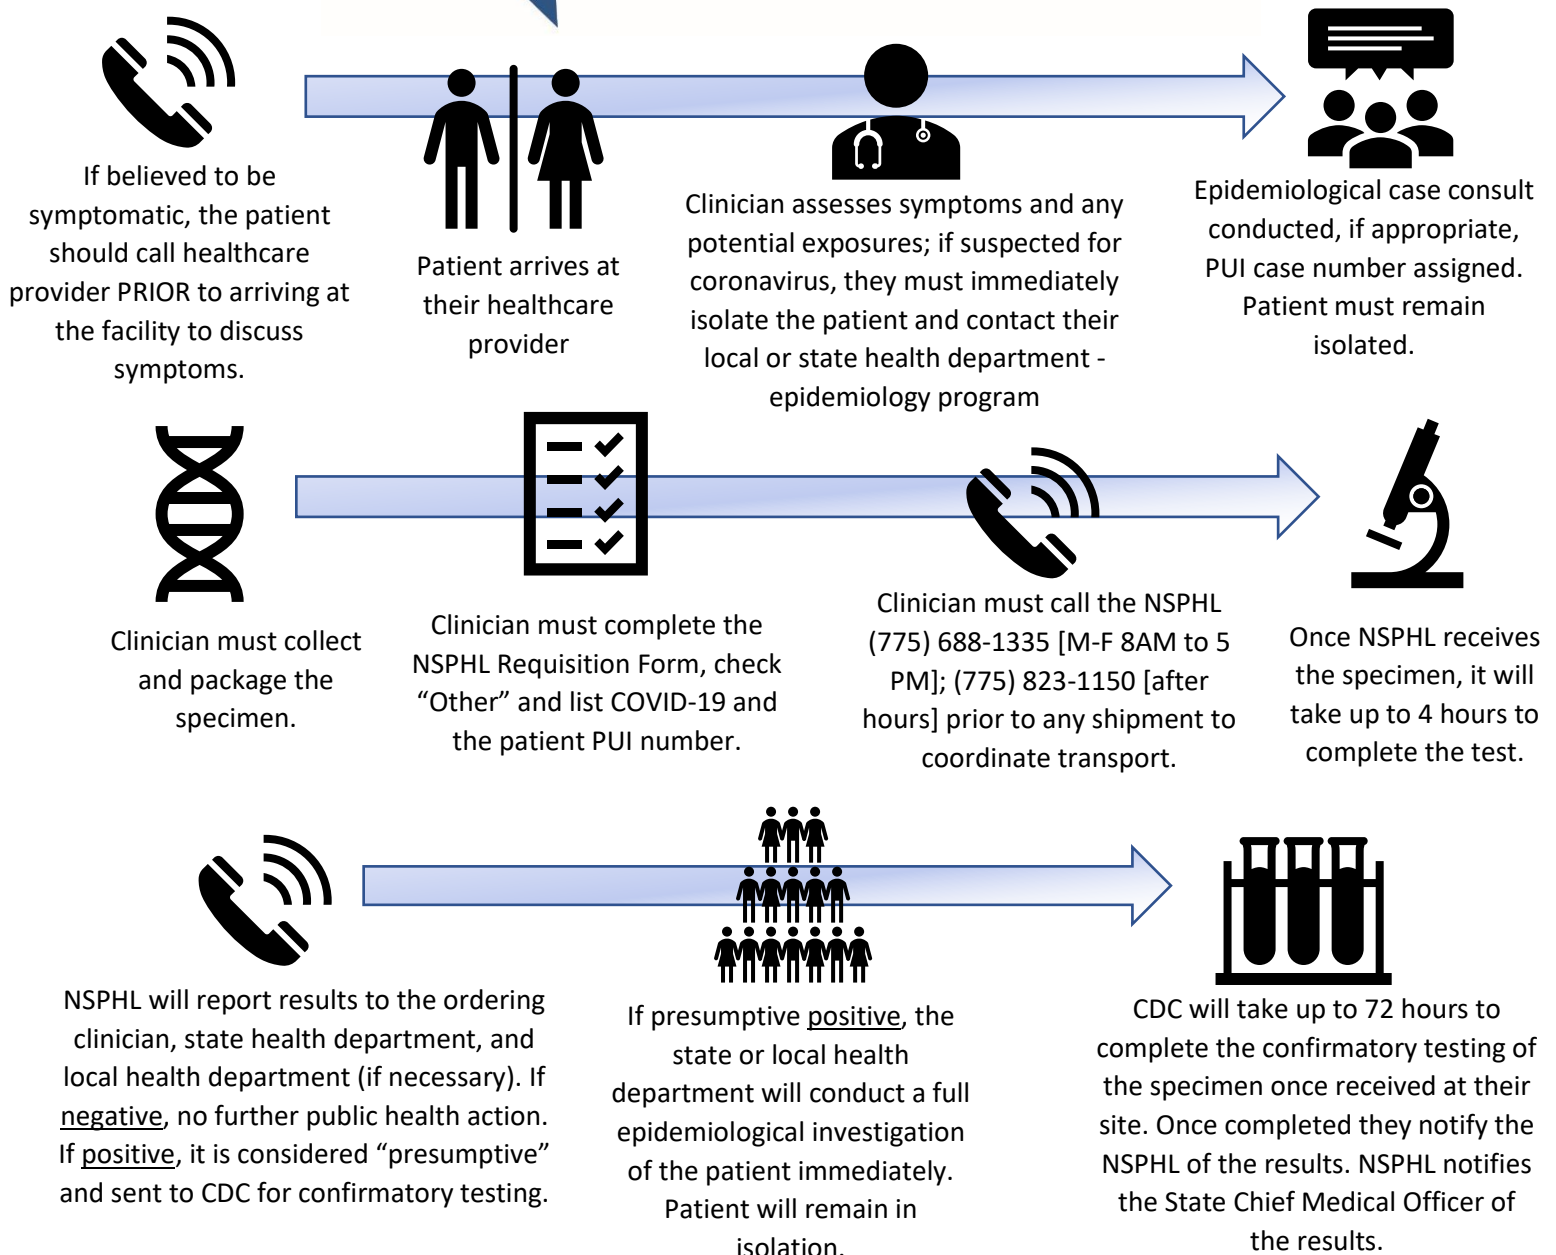 If believed to be
symptomatic, the patient
should call healthcare
provider PRIOR to arriving at
the facility to discuss
symptoms.
Patient arrives at
their healthcare
provider
Clinician assesses symptoms and any
potential exposures; if suspected for
coronavirus, they must immediately
isolate the patient and contact their
local or state health department -
epidemiology program
Epidemiological case consult
conducted, if appropriate,
PUI case number assigned.
Patient must remain
isolated.
Clinician must collect
and package the
specimen.
Clinician must complete the
NSPHL Requisition Form, check
“Other” and list COVID-19 and
the patient PUI number.
Clinician must call the NSPHL
(775) 688-1335 [M-F 8AM to 5
PM]; (775) 823-1150 [after
hours] prior to any shipment to
coordinate transport.
Once NSPHL receives
the specimen, it will
take up to 4 hours to
complete the test.
NSPHL will report results to the ordering
clinician, state health department, and
local health department (if necessary). If
negative, no further public health action.
If positive, it is considered “presumptive”
and sent to CDC for confirmatory testing.
If presumptive positive, the
state or local health
department will conduct a full
epidemiological investigation
of the patient immediately.
Patient will remain in
isolation.
CDC will take up to 72 hours to
complete the confirmatory testing of
the specimen once received at their
site. Once completed they notify the
NSPHL of the results. NSPHL notifies
the State Chief Medical Officer of
the results.